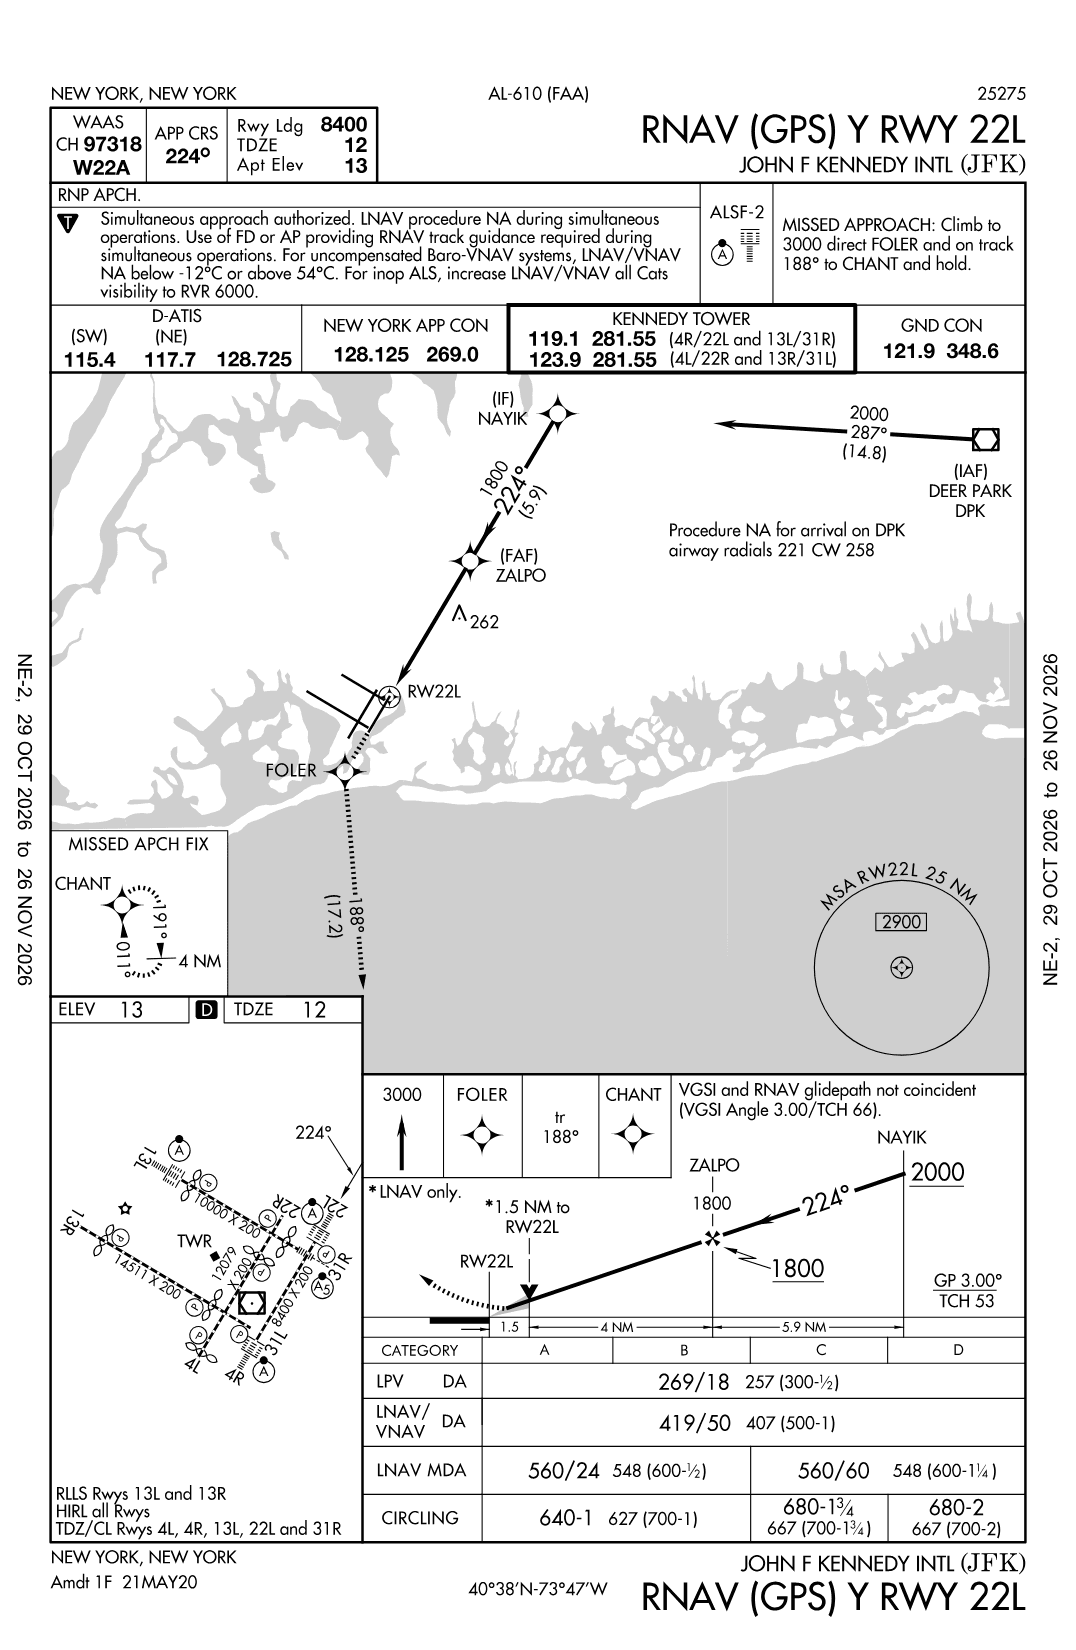 NEW YORK, NEW YORK
AL-610 (FAA)
25275
WAAS
CH 97318
W22A
APP CRS
224°
Rwy Ldg 8400
TDZE 12
Apt Elev 13
RNAV (GPS) Y RWY 22L
JOHN F KENNEDY INTL (JFK)
RNP APCH.
T
Simultaneous approach authorized. LNAV procedure NA during simultaneous
operations. Use of FD or AP providing RNAV track guidance required during
simultaneous operations. For uncompensated Baro-VNAV systems, LNAV/VNAV
NA below -12°C or above 54°C. For inop ALS, increase LNAV/VNAV all Cats
visibility to RVR 6000.
ALSF-2
A
MISSED APPROACH: Climb to
3000 direct FOLER and on track
188° to CHANT and hold.
D-ATIS
(SW) (NE)
115.4 117.7 128.725
NEW YORK APP CON
128.125 269.0
KENNEDY TOWER
119.1 281.55 (4R/22L and 13L/31R)
123.9 281.55 (4L/22R and 13R/31L)
GND CON
121.9 348.6
(IF)
NAYIK
1800
224°
(5.9)
(FAF)
ZALPO
262
2000
287°
(14.8)
(IAF)
DEER PARK
DPK
Procedure NA for arrival on DPK
airway radials 221 CW 258
RW22L
FOLER
188°
(17.2)
MISSED APCH FIX
CHANT
191°
011°
4 NM
MSA RW22L 25 NM
2900
NE-2, 29 OCT 2026 to 26 NOV 2026
NE-2, 29 OCT 2026 to 26 NOV 2026
ELEV 13
D
TDZE 12
224°
13L
A
P
10000 X 200
22R
P
A
22L
13R
P
14511 X 200
TWR
12079
X 200
P
P
31R
A5
8400 X 200
P
P
P
4L
4R
31L
A
RLLS Rwys 13L and 13R
HIRL all Rwys
TDZ/CL Rwys 4L, 4R, 13L, 22L and 31R
3000
FOLER
tr
188°
CHANT
VGSI and RNAV glidepath not coincident
(VGSI Angle 3.00/TCH 66).
*LNAV only.
*1.5 NM to
RW22L
RW22L
ZALPO
1800
224°
NAYIK
2000
1800
GP 3.00°
TCH 53
1.5
4 NM
5.9 NM
CATEGORY A B C D
LPV DA 269/18 257 (300-½)
LNAV/
VNAV DA 419/50 407 (500-1)
LNAV MDA 560/24 548 (600-½) 560/60 548 (600-1¼)
CIRCLING 640-1 627 (700-1) 680-1¾ 680-2
667 (700-1¾) 667 (700-2)
NEW YORK, NEW YORK
Amdt 1F 21MAY20
40°38'N-73°47'W
JOHN F KENNEDY INTL (JFK)
RNAV (GPS) Y RWY 22L